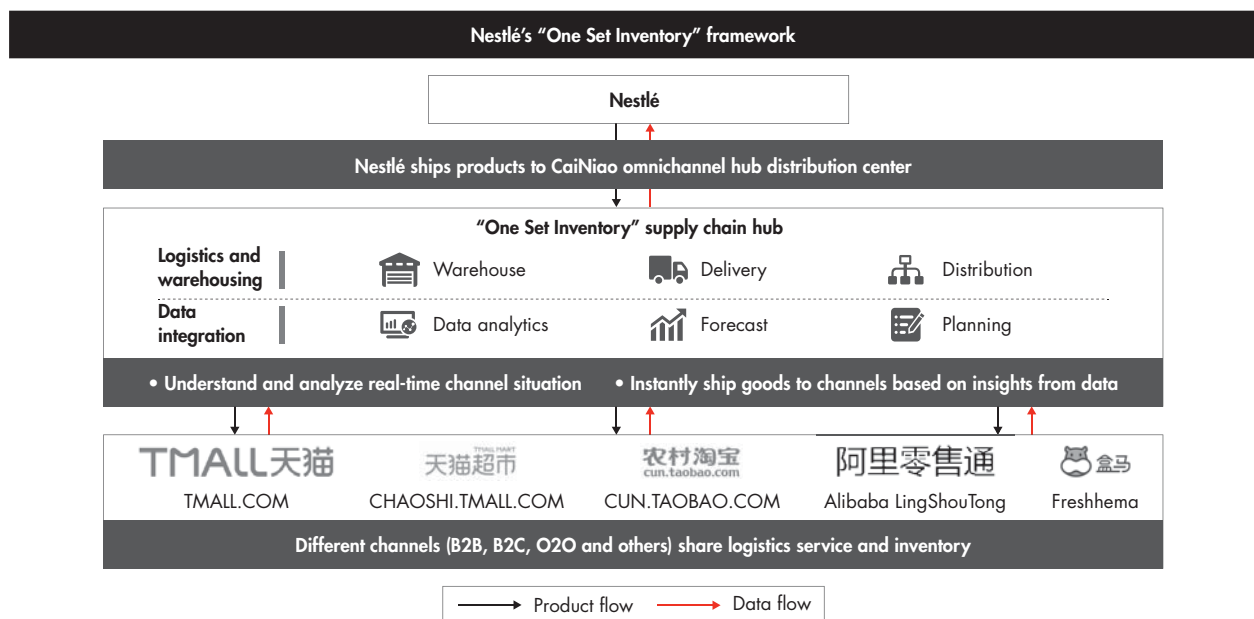 Nestlé's “One Set Inventory” framework
Nestlé
Nestlé ships products to CaiNiao omnichannel hub distribution center
“One Set Inventory” supply chain hub
Logistics and
warehousing
Warehouse
Delivery
Distribution
Data
integration
Data analytics
Forecast
Planning
• Understand and analyze real-time channel situation
• Instantly ship goods to channels based on insights from data
TMALL天猫
TMALL MART
天猫超市
农村淘宝
cun.taobao.com
阿里零售通
盒马
TMALL.COM
CHAOSHI.TMALL.COM
CUN.TAOBAO.COM
Alibaba LingShouTong
Freshhema
Different channels (B2B, B2C, O2O and others) share logistics service and inventory
Product flow
Data flow